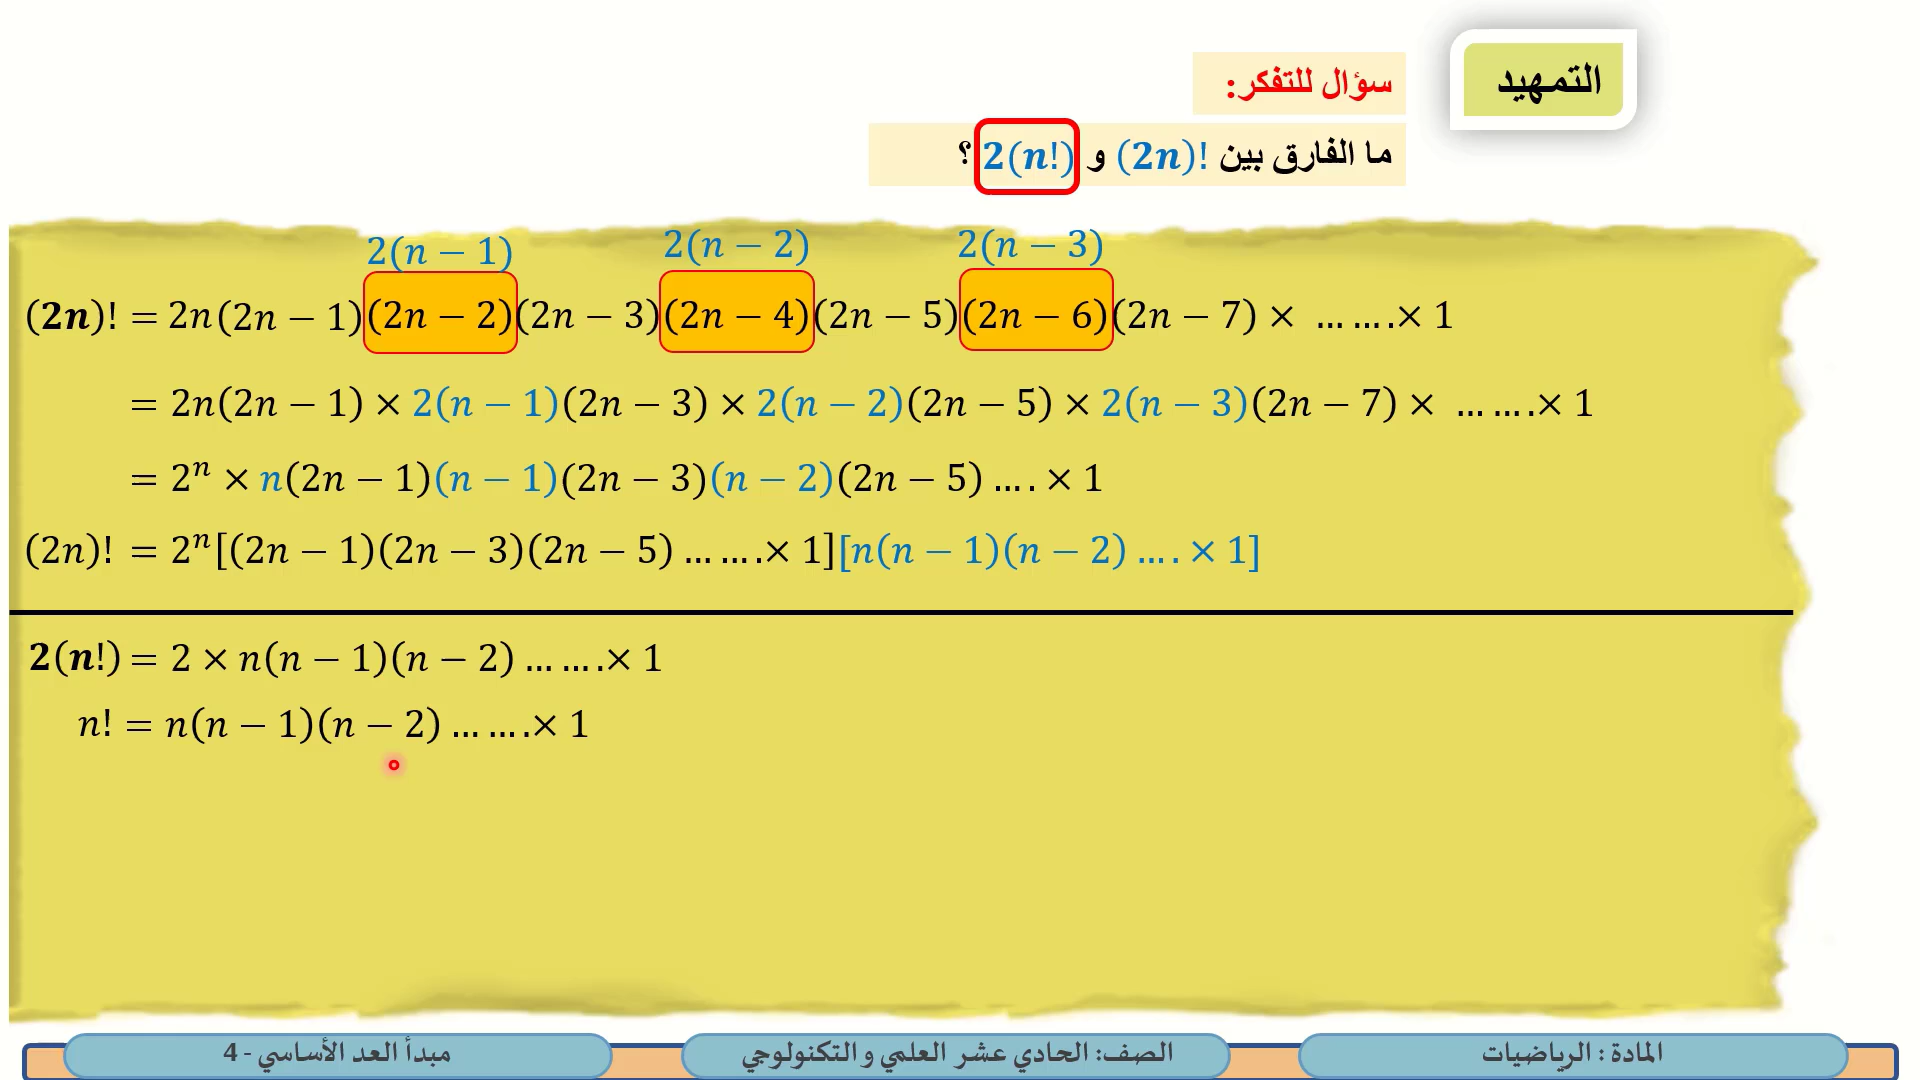 التمهيد
سؤال للتفكر:
ما الفارق بين (2n)! و 2(n!) ؟
2(n − 1) 2(n − 2) 2(n − 3)
(2n)! = 2n(2n − 1)(2n − 2)(2n − 3)(2n − 4)(2n − 5)(2n − 6)(2n − 7) × … … .× 1
= 2n(2n − 1) × 2(n − 1)(2n − 3) × 2(n − 2)(2n − 5) × 2(n − 3)(2n − 7) × … … .× 1
= 2ⁿ × n(2n − 1)(n − 1)(2n − 3)(n − 2)(2n − 5) … . × 1
(2n)! = 2ⁿ[(2n − 1)(2n − 3)(2n − 5) … … .× 1][n(n − 1)(n − 2) … . × 1]
2(n!) = 2 × n(n − 1)(n − 2) … … .× 1
n! = n(n − 1)(n − 2) … … .× 1
المادة : الرياضيات
الصف: الحادي عشر العلمي و التكنولوجي
مبدأ العد الأساسي - 4